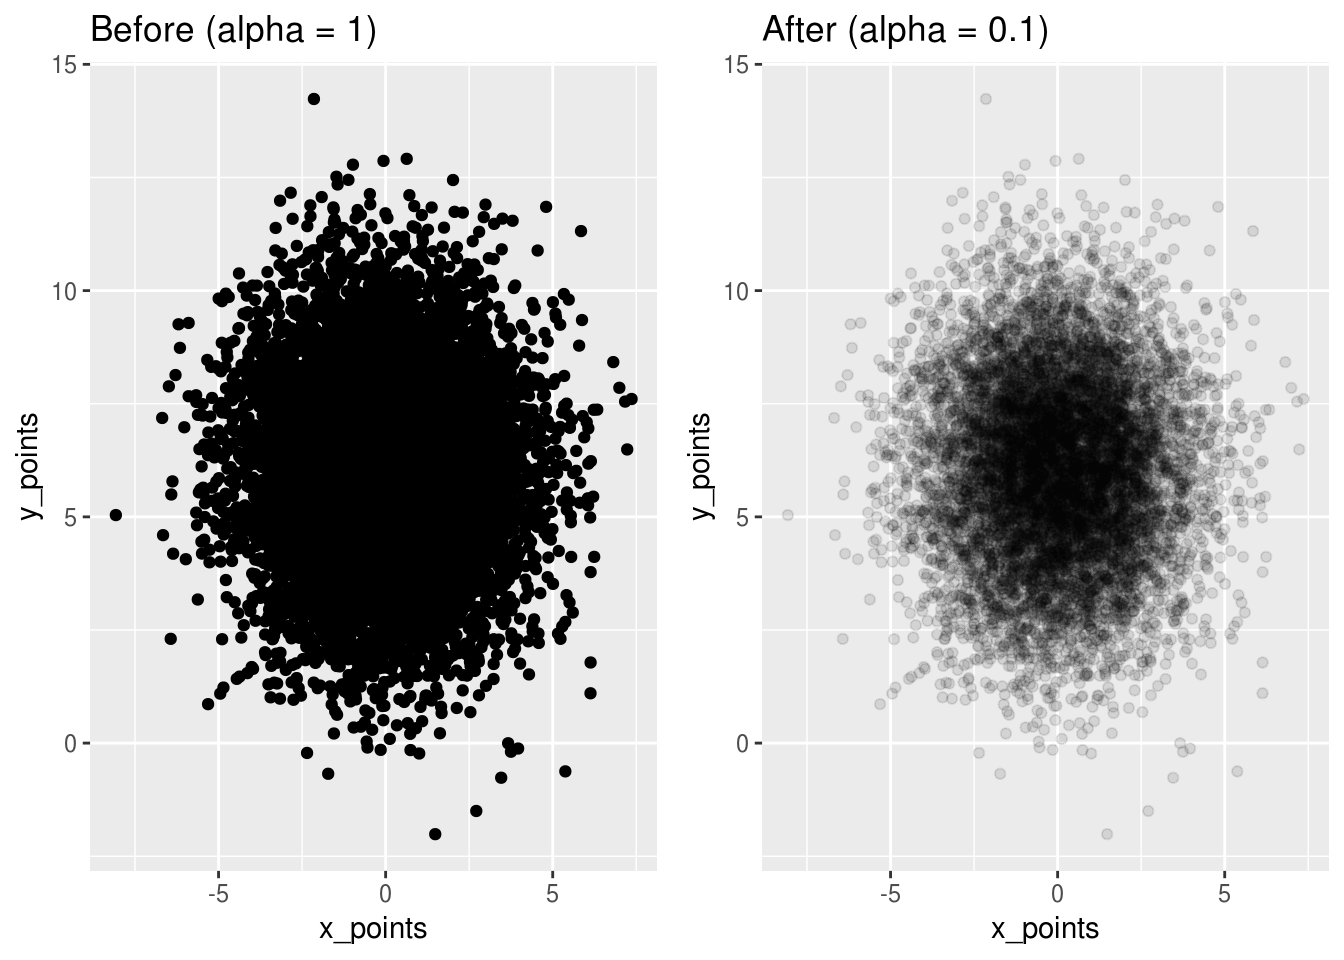 Before (alpha = 1)
15
10
5
0
y_points
-5 0 5
x_points
After (alpha = 0.1)
15
10
5
0
y_points
-5 0 5
x_points